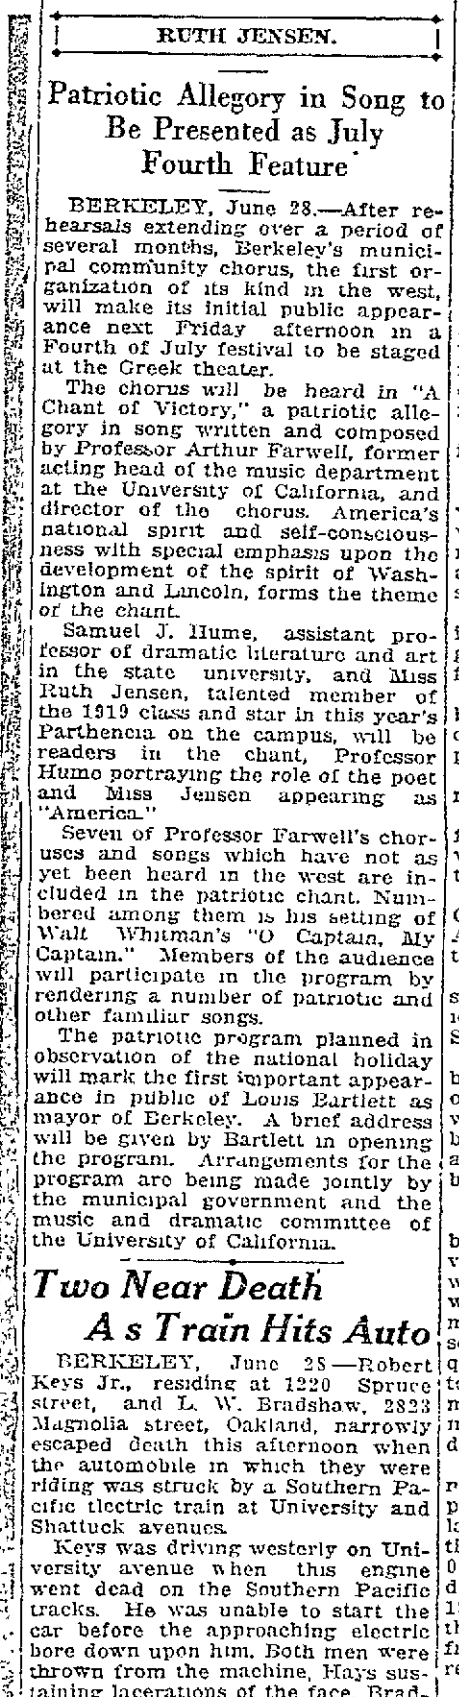 RUTH JENSEN.
Patriotic Allegory in Song to
Be Presented as July
Fourth Feature
BERKELEY, June 28.—After re-
hearsals extending over a period of
several months, Berkeley's munici-
pal community chorus, the first or-
ganization of its kind in the west,
will make its initial public appear-
ance next Friday afternoon in a
Fourth of July festival to be staged
at the Greek theater.
The chorus will be heard in "A
Chant of Victory," a patriotic alle-
gory in song written and composed
by Professor Arthur Farwell, former
acting head of the music department
at the University of California, and
director of the chorus. America's
national spirit and self-conscious-
ness with special emphasis upon the
development of the spirit of Wash-
ington and Lincoln, forms the theme
of the chant.
Samuel J. Hume, assistant pro-
fessor of dramatic literature and art
in the state university, and Miss
Ruth Jensen, talented member of
the 1919 class and star in this year's
Parthencia on the campus, will be
readers in the chant, Professor
Humo portraying the role of the poet
and Miss Jensen appearing as
"America."
Seven of Professor Farwell's chor-
uses and songs which have not as
yet been heard in the west are in-
cluded in the patriotic chant. Num-
bered among them is his setting of
Walt Whitman's "O Captain, My
Captain." Members of the audience
will participate in the program by
rendering a number of patriotic and
other familiar songs.
The patriotic program planned in
observation of the national holiday
will mark the first important appear-
ance in public of Louis Bartlett as
mayor of Berkeley. A brief address
will be given by Bartlett in opening
the program. Arrangements for the
program are being made jointly by
the municipal government and the
music and dramatic committee of
the University of California.
Two Near Death
As Train Hits Auto
BERKELEY, June 28—Robert
Keys Jr., residing at 1220 Spruce
street, and L. W. Bradshaw, 2823
Magnolia street, Oakland, narrowly
escaped death this afternoon when
the automobile in which they were
riding was struck by a Southern Pa-
cific electric train at University and
Shattuck avenues.
Keys was driving westerly on Uni-
versity avenue when this engine
went dead on the Southern Pacific
tracks. He was unable to start the
car before the approaching electric
bore down upon him. Both men were
thrown from the machine, Hays sus-
taining lacerations of the face, Brad-